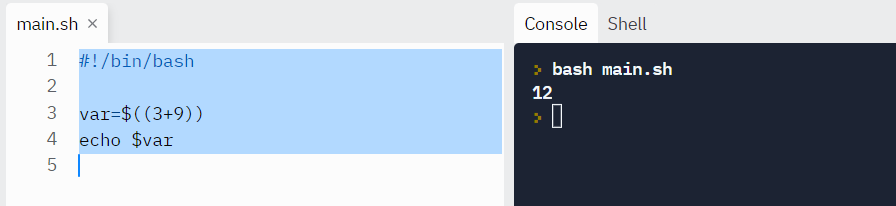 main.sh ×
1 #!/bin/bash
2
3 var=$((3+9))
4 echo $var
5
Console Shell
> bash main.sh
12
>